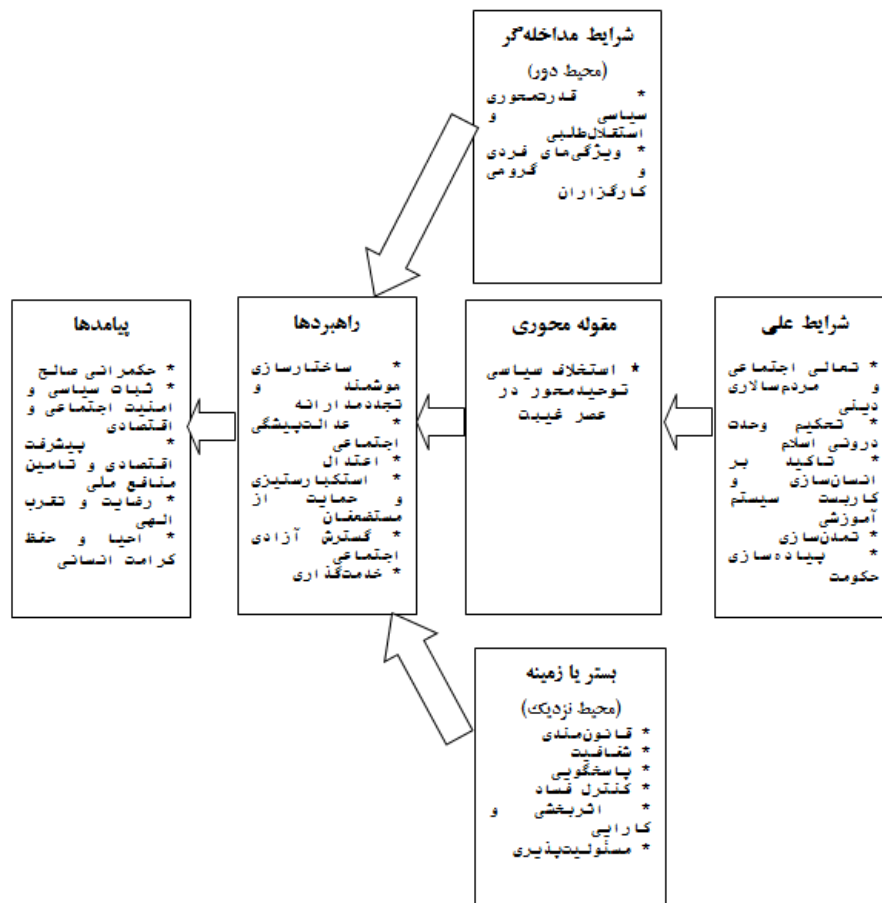 شرایط مداخله‌گر
(محیط دور)
* قدرت‌محوری
سیاسی و
استقلال‌طلبی
* ویژگی‌های فردی
و گروهی
کارگزاران
شرایط علی
* تعالی اجتماعی
و مردم‌سالاری
دینی
* تحکیم وحدت
درونی اسلام
* تاکید بر
انسان‌سازی و
کاربست سیستم
آموزشی
* تمدن‌سازی
* پیاده‌سازی
حکومت
مقوله محوری
* استخلاف سیاسی
توحیدمحور در
عصر غیبت
راهبردها
* ساختارسازی
هوشمند و
تجددمدارانه
* عدالت‌پیشگی
اجتماعی
* اعتدال
* استکبارستیزی
و حمایت از
مستضعفان
* گسترش آزادی
اجتماعی
* خدمت‌گذاری
پیامدها
* حکمرانی صالح
* ثبات سیاسی و
امنیت اجتماعی و
اقتصادی
* پیشرفت
اقتصادی و تامین
منافع ملی
* رضایت و تقرب
الهی
* احیا و حفظ
کرامت انسانی
بستر یا زمینه
(محیط نزدیک)
* قانون‌مندی
* شفافیت
* پاسخگویی
* کنترل فساد
* اثربخشی و
کارایی
* مسئولیت‌پذیری